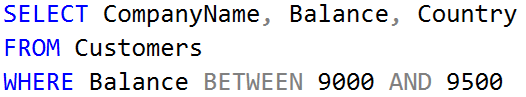 SELECT CompanyName, Balance, Country
FROM Customers
WHERE Balance BETWEEN 9000 AND 9500